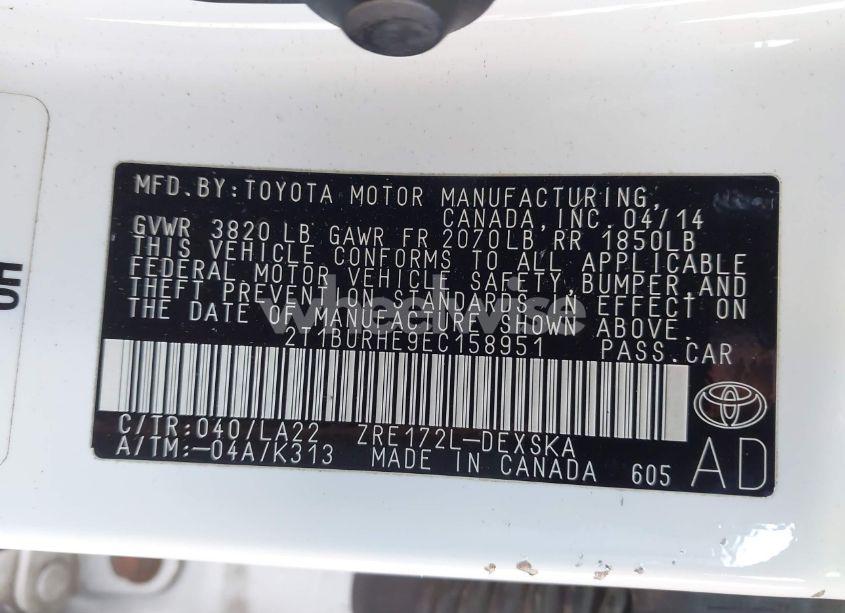 MFD.BY:TOYOTA MOTOR MANUFACTURING,
CANADA,INC. 04/14
GVWR 3820 LB GAWR FR 2070LB RR 1850LB
THIS VEHICLE CONFORMS TO ALL APPLICABLE
FEDERAL MOTOR VEHICLE SAFETY,BUMPER,AND
THEFT PREVENTION STANDARDS IN EFFECT ON
THE DATE OF MANUFACTURE SHOWN ABOVE.
2T1BURHE9EC158951 PASS.CAR
C/TR:040/LA22 ZRE172L-DEXSKA
A/TM:-04A/K313 MADE IN CANADA 605
AD
wheelwise